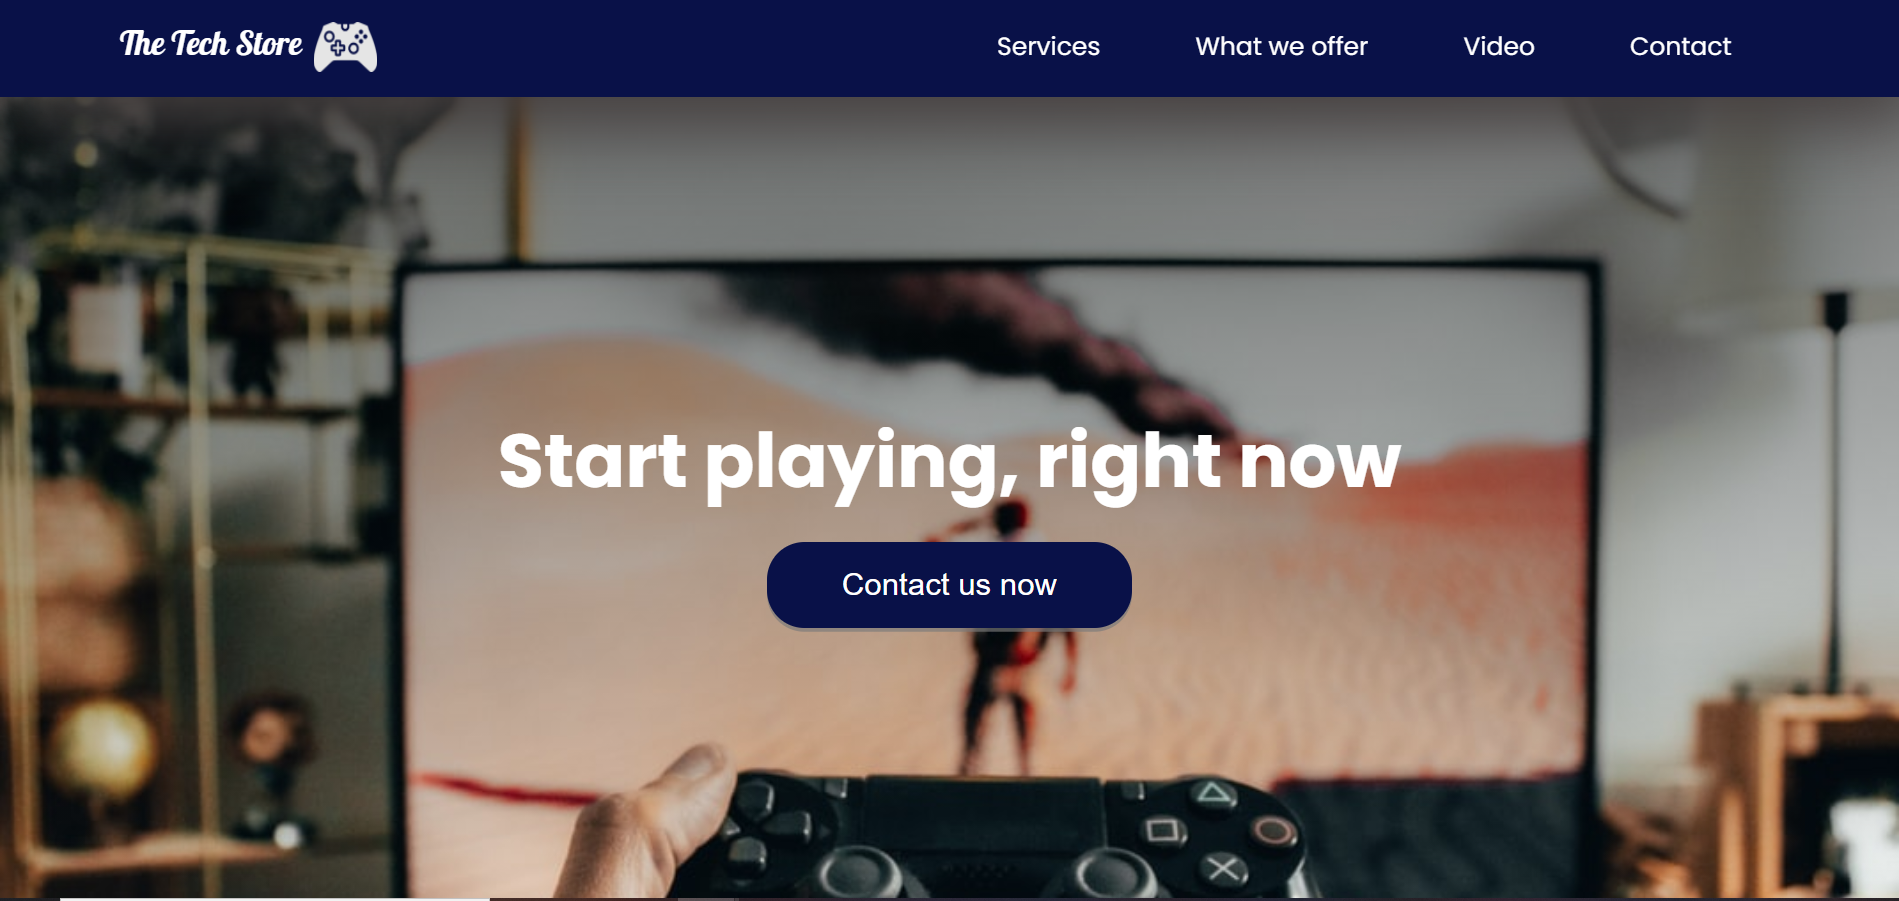 The Tech Store
Services
What we offer
Video
Contact
Start playing, right now
Contact us now